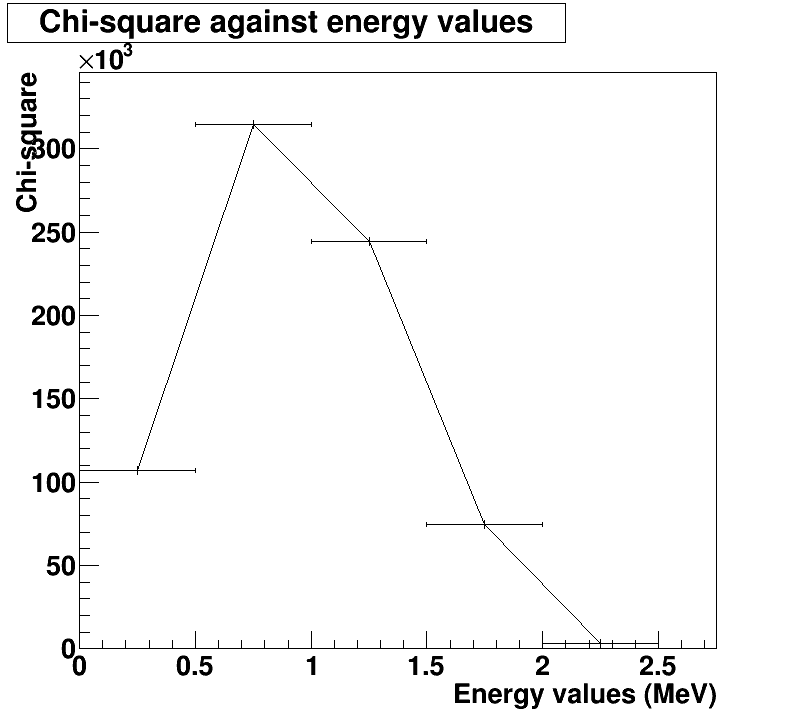 Chi-square against energy values
×10³
Chi-square
300
250
200
150
100
50
0
0 0.5 1 1.5 2 2.5
Energy values (MeV)